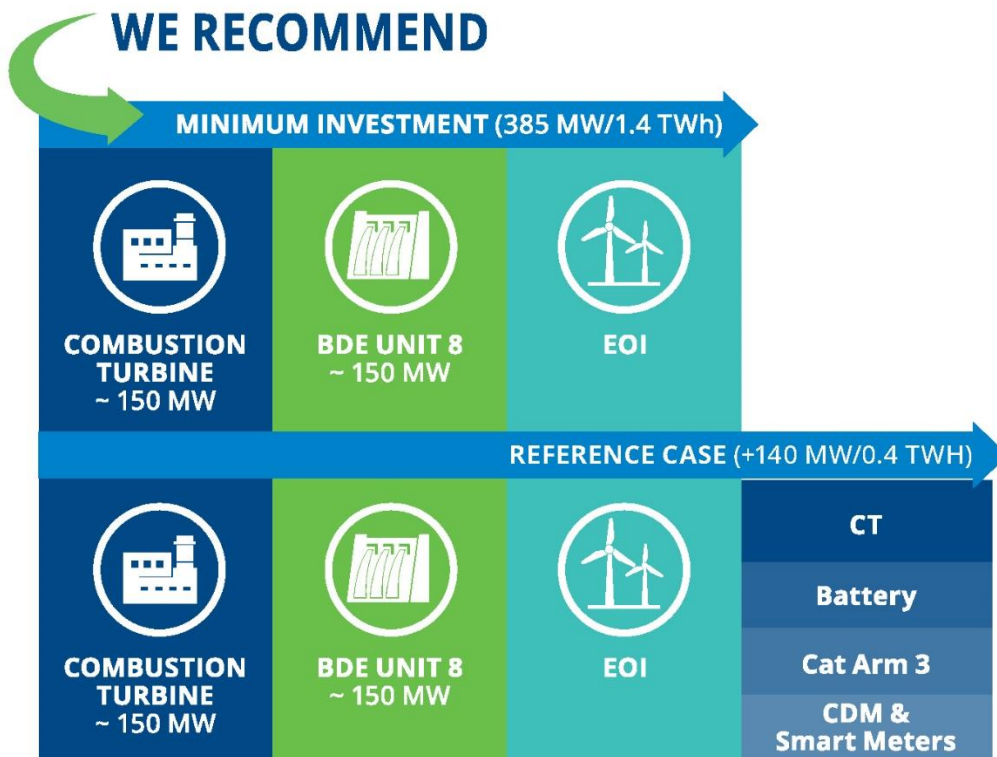 WE RECOMMEND
MINIMUM INVESTMENT (385 MW/1.4 TWh)
COMBUSTION
TURBINE
~ 150 MW
BDE UNIT 8
~ 150 MW
EOI
REFERENCE CASE (+140 MW/0.4 TWH)
COMBUSTION
TURBINE
~ 150 MW
BDE UNIT 8
~ 150 MW
EOI
CT
Battery
Cat Arm 3
CDM &
Smart Meters